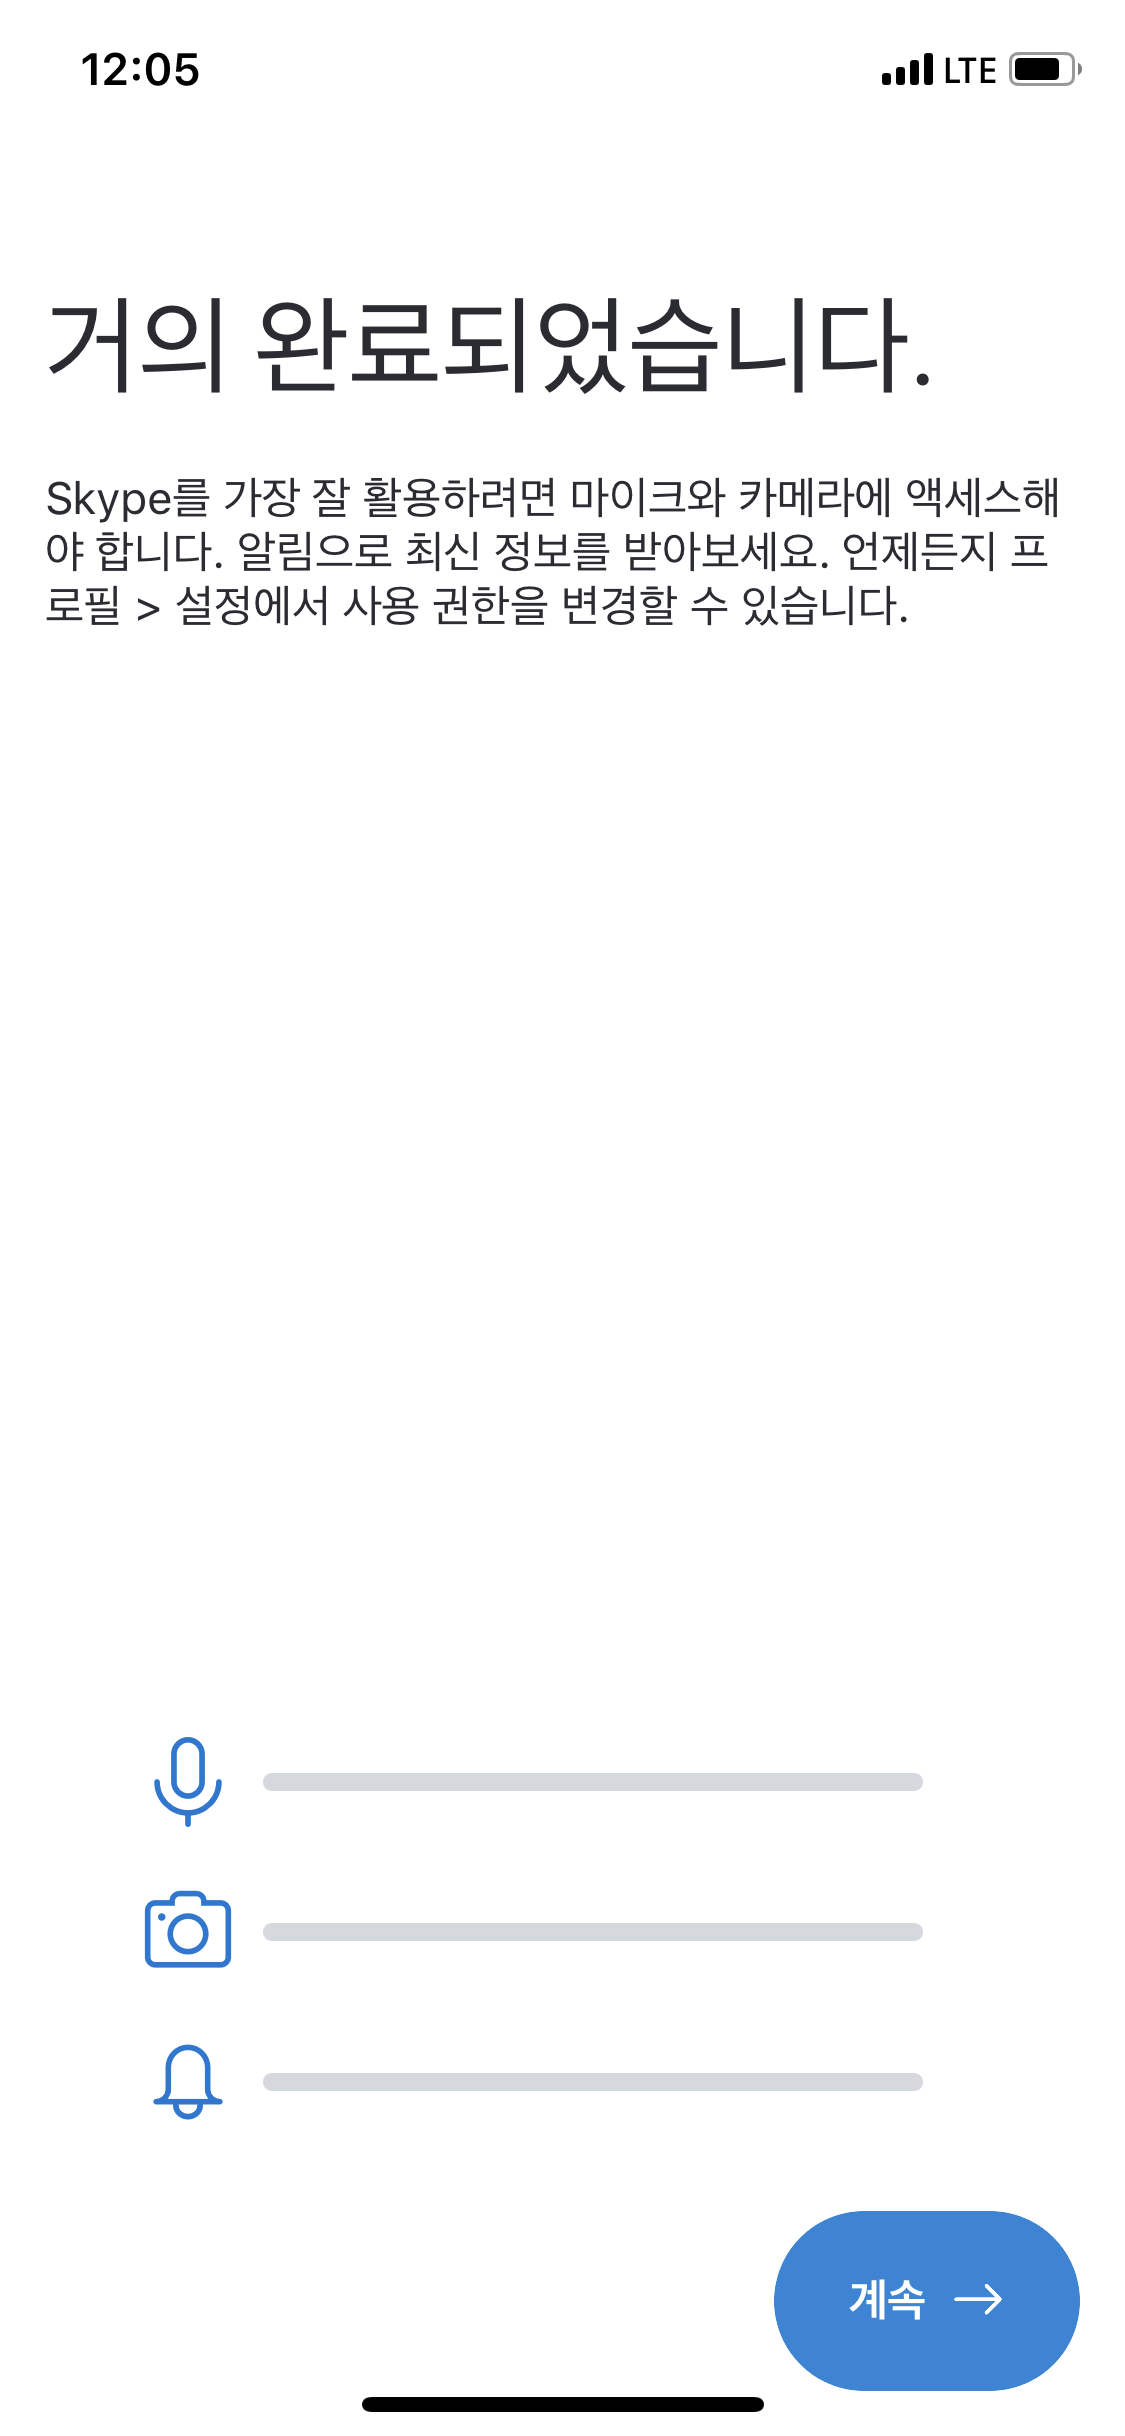 12:05
LTE
거의 완료되었습니다.
Skype를 가장 잘 활용하려면 마이크와 카메라에 액세스해
야 합니다. 알림으로 최신 정보를 받아보세요. 언제든지 프
로필 > 설정에서 사용 권한을 변경할 수 있습니다.
계속